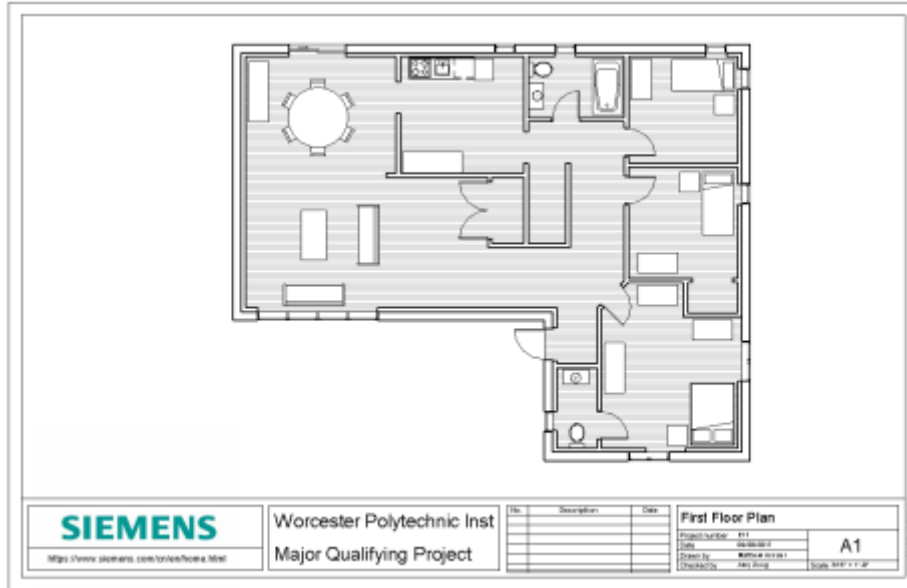 SIEMENS
https://www.siemens.com/cn/en/home.html
Worcester Polytechnic Inst
Major Qualifying Project
No. Description Date
First Floor Plan
Project number
Date
Drawn by
Checked by
A1
Scale